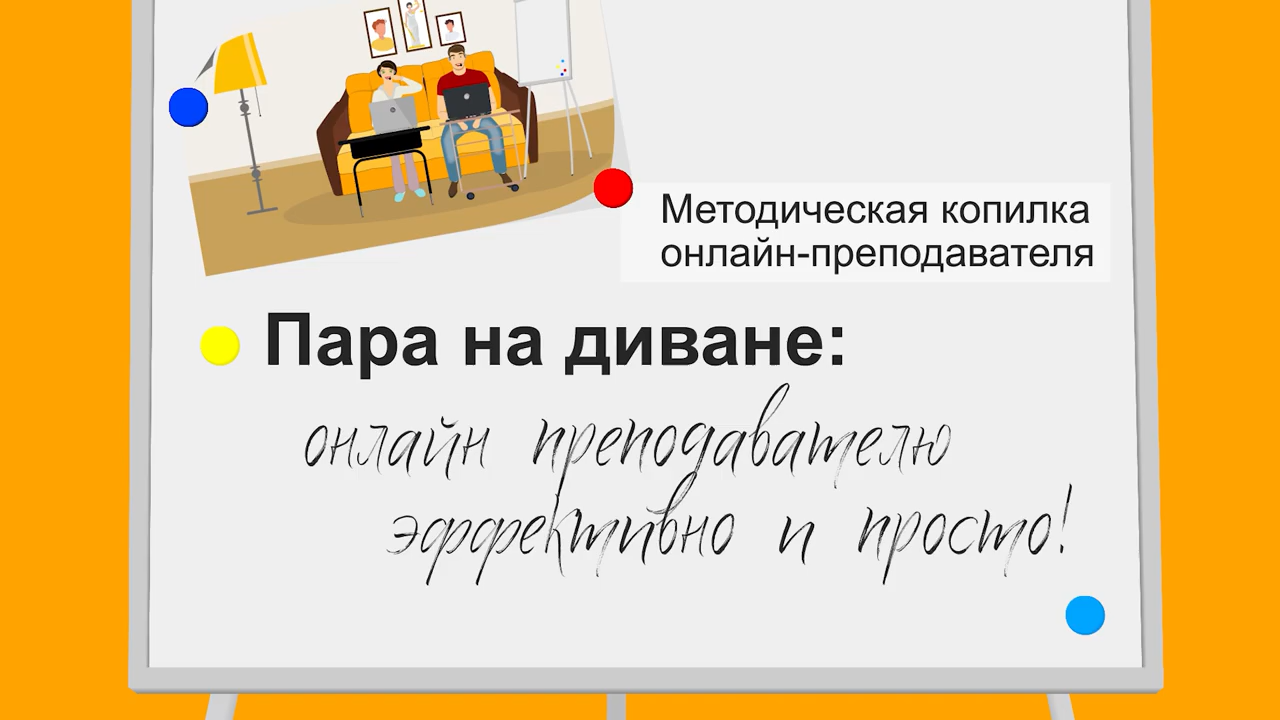 Методическая копилка
онлайн-преподавателя
Пара на диване:
онлайн преподавателю
эффективно и просто!